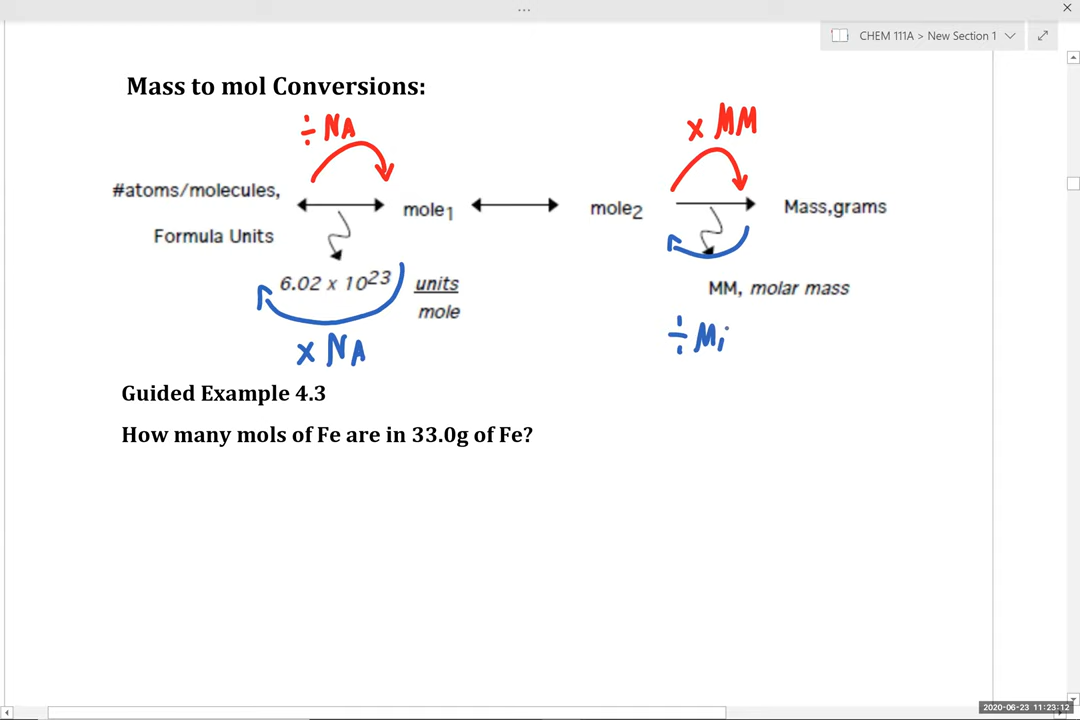 CHEM 111A > New Section 1
Mass to mol Conversions:
÷ NA
x MM
#atoms/molecules,
Formula Units
mole1
mole2
Mass,grams
6.02 x 10^23 units
mole
MM, molar mass
x NA
÷ Mi
Guided Example 4.3
How many mols of Fe are in 33.0g of Fe?
2020-06-23 11:23:12